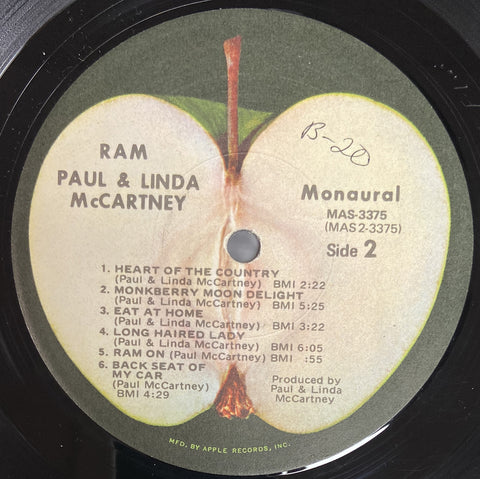 B-20
RAM
PAUL & LINDA
McCARTNEY
Monaural
MAS-3375
(MAS 2-3375)
Side 2
1. HEART OF THE COUNTRY
(Paul & Linda McCartney) BMI 2:22
2. MONKBERRY MOON DELIGHT
(Paul & Linda McCartney) BMI 5:25
3. EAT AT HOME
(Paul & Linda McCartney) BMI 3:22
4. LONG HAIRED LADY
(Paul & Linda McCartney) BMI 6:05
5. RAM ON (Paul McCartney) BMI :55
6. BACK SEAT OF
MY CAR
(Paul McCartney)
BMI 4:29
Produced by
Paul & Linda
McCartney
MFD. BY APPLE RECORDS, INC.